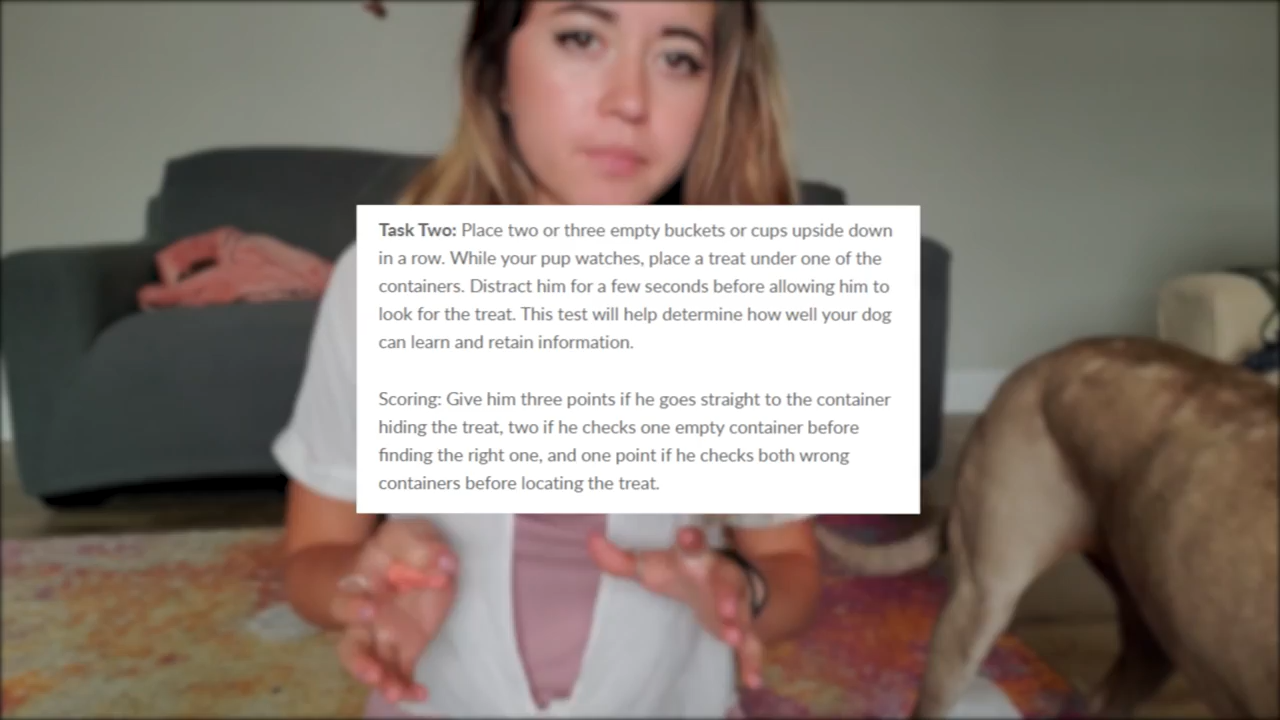 Task Two: Place two or three empty buckets or cups upside down
in a row. While your pup watches, place a treat under one of the
containers. Distract him for a few seconds before allowing him to
look for the treat. This test will help determine how well your dog
can learn and retain information.
Scoring: Give him three points if he goes straight to the container
hiding the treat, two if he checks one empty container before
finding the right one, and one point if he checks both wrong
containers before locating the treat.